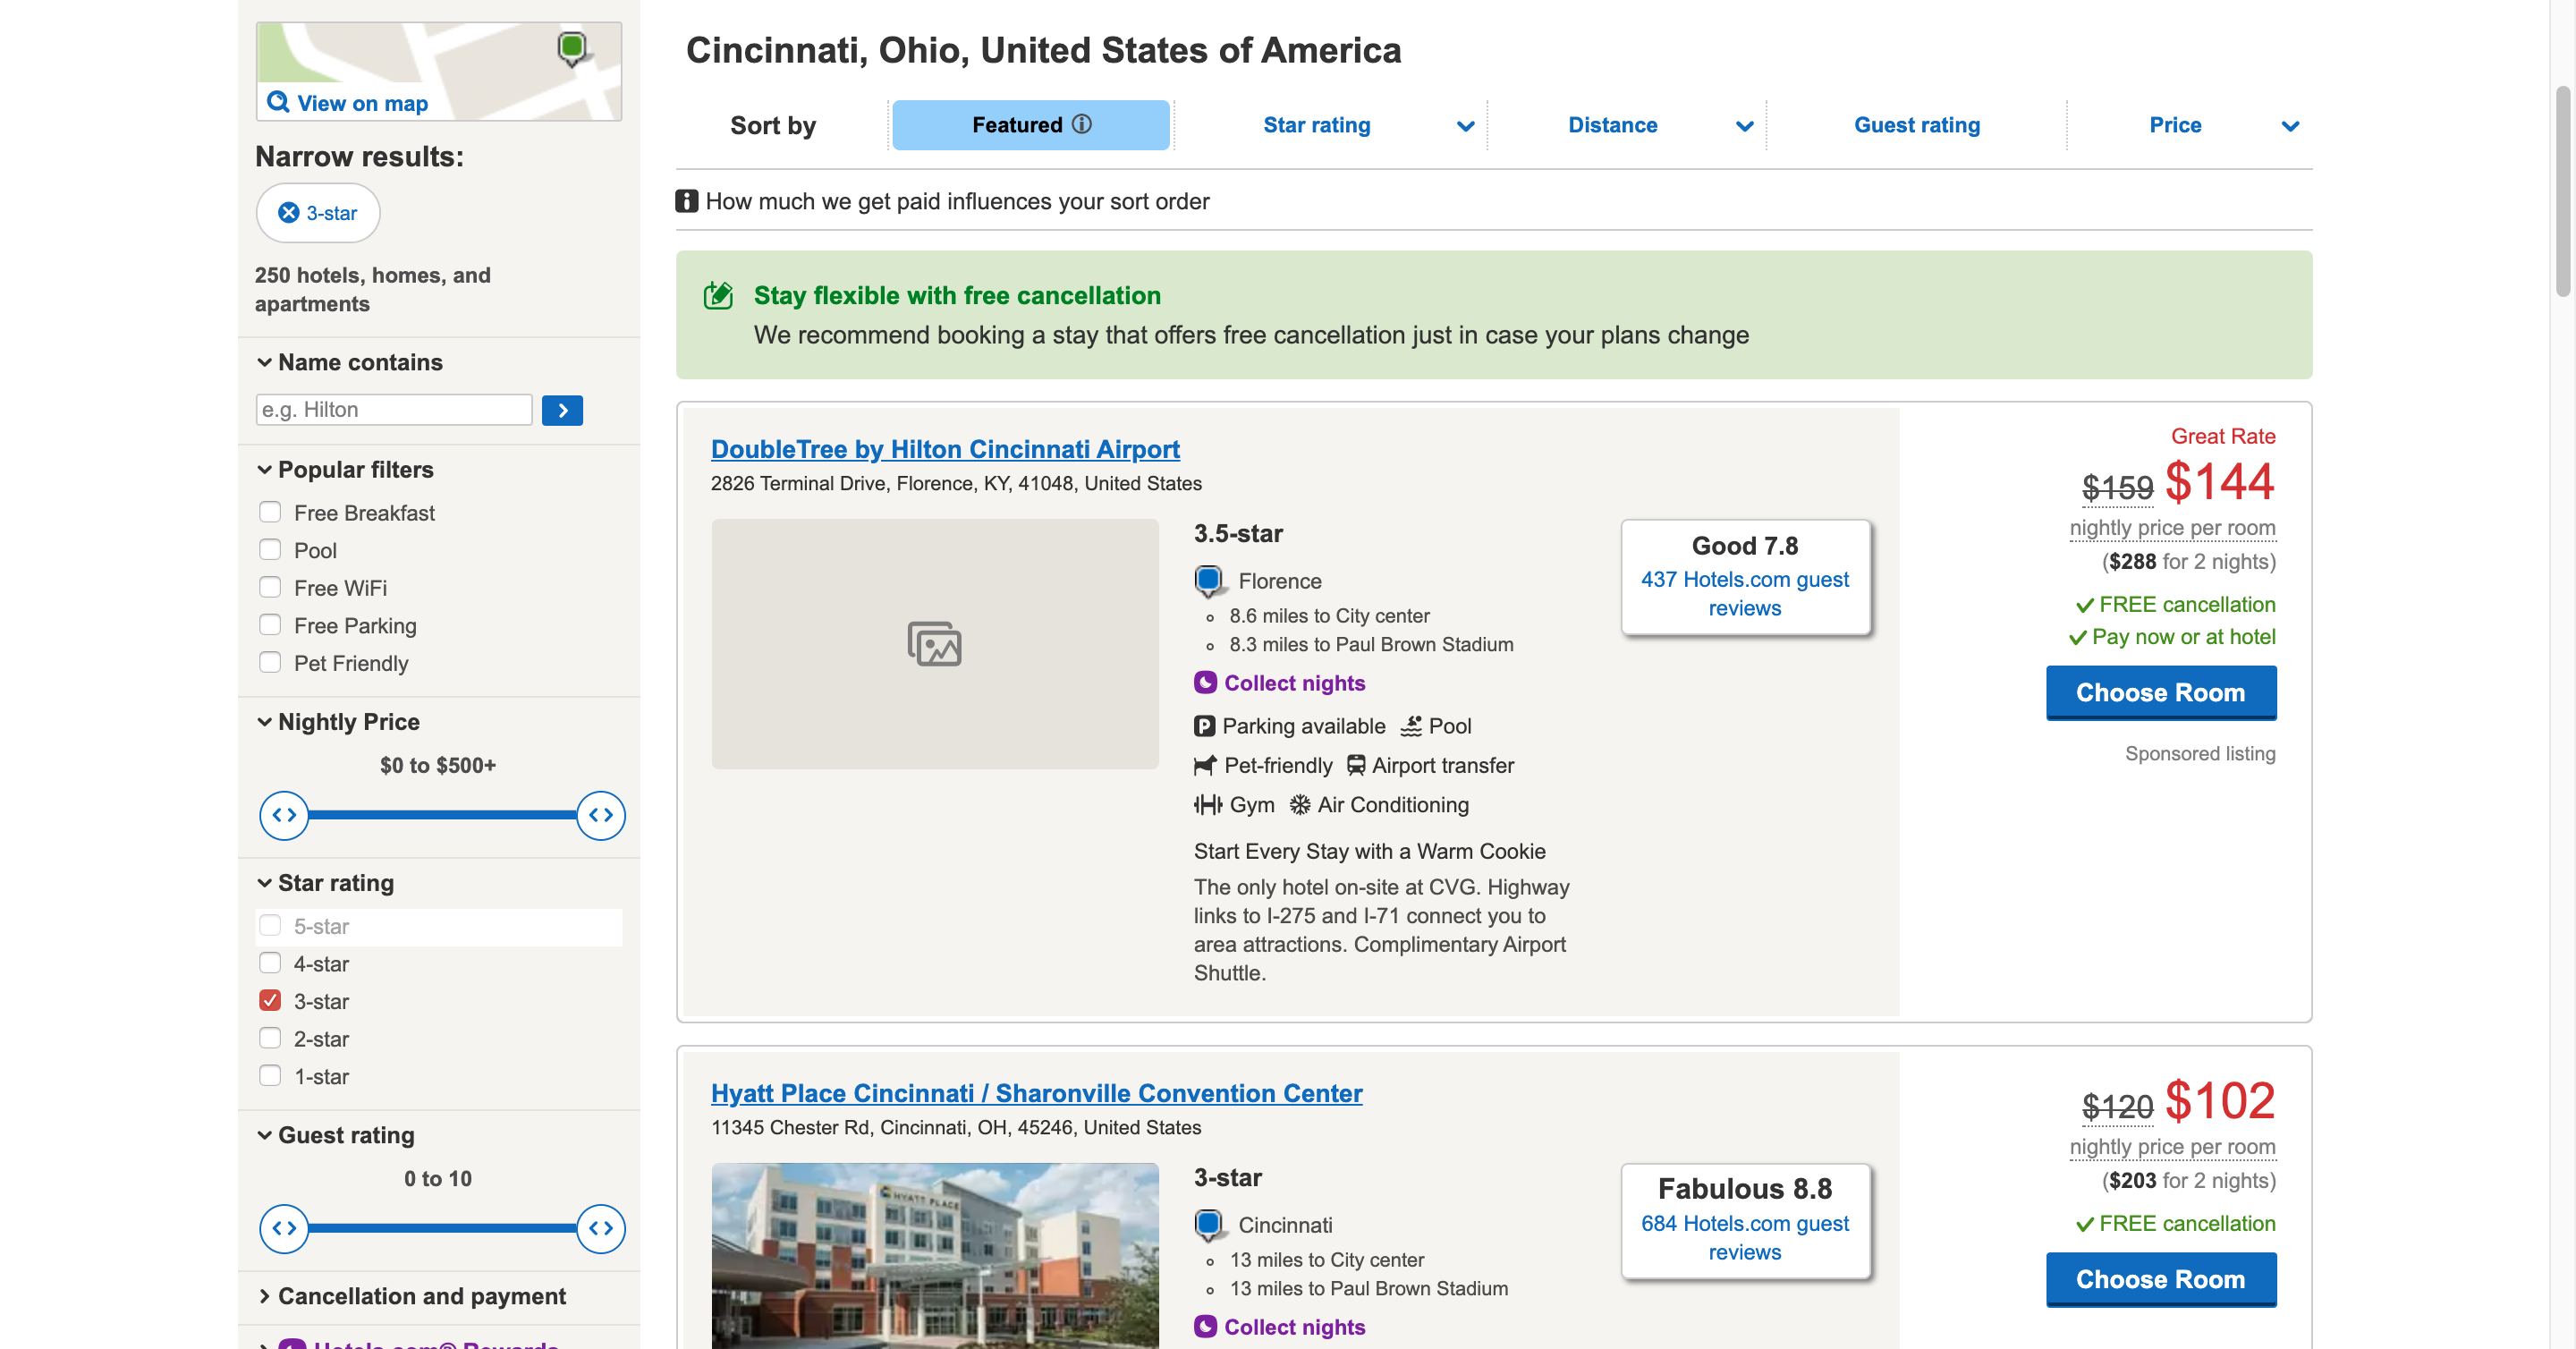 View on map
Narrow results:
3-star
250 hotels, homes, and
apartments
Name contains
e.g. Hilton
Popular filters
Free Breakfast
Pool
Free WiFi
Free Parking
Pet Friendly
Nightly Price
$0 to $500+
Star rating
5-star
4-star
3-star
2-star
1-star
Guest rating
0 to 10
Cancellation and payment
Hotels.com® Rewards
Cincinnati, Ohio, United States of America
Sort by
Featured
Star rating
Distance
Guest rating
Price
How much we get paid influences your sort order
Stay flexible with free cancellation
We recommend booking a stay that offers free cancellation just in case your plans change
DoubleTree by Hilton Cincinnati Airport
2826 Terminal Drive, Florence, KY, 41048, United States
3.5-star
Florence
8.6 miles to City center
8.3 miles to Paul Brown Stadium
Collect nights
Parking available Pool
Pet-friendly Airport transfer
Gym Air Conditioning
Start Every Stay with a Warm Cookie
The only hotel on-site at CVG. Highway
links to I-275 and I-71 connect you to
area attractions. Complimentary Airport
Shuttle.
Good 7.8
437 Hotels.com guest
reviews
Great Rate
$159 $144
nightly price per room
($288 for 2 nights)
FREE cancellation
Pay now or at hotel
Choose Room
Sponsored listing
Hyatt Place Cincinnati / Sharonville Convention Center
11345 Chester Rd, Cincinnati, OH, 45246, United States
HYATT PLACE
3-star
Cincinnati
13 miles to City center
13 miles to Paul Brown Stadium
Collect nights
Fabulous 8.8
684 Hotels.com guest
reviews
$120 $102
nightly price per room
($203 for 2 nights)
FREE cancellation
Choose Room